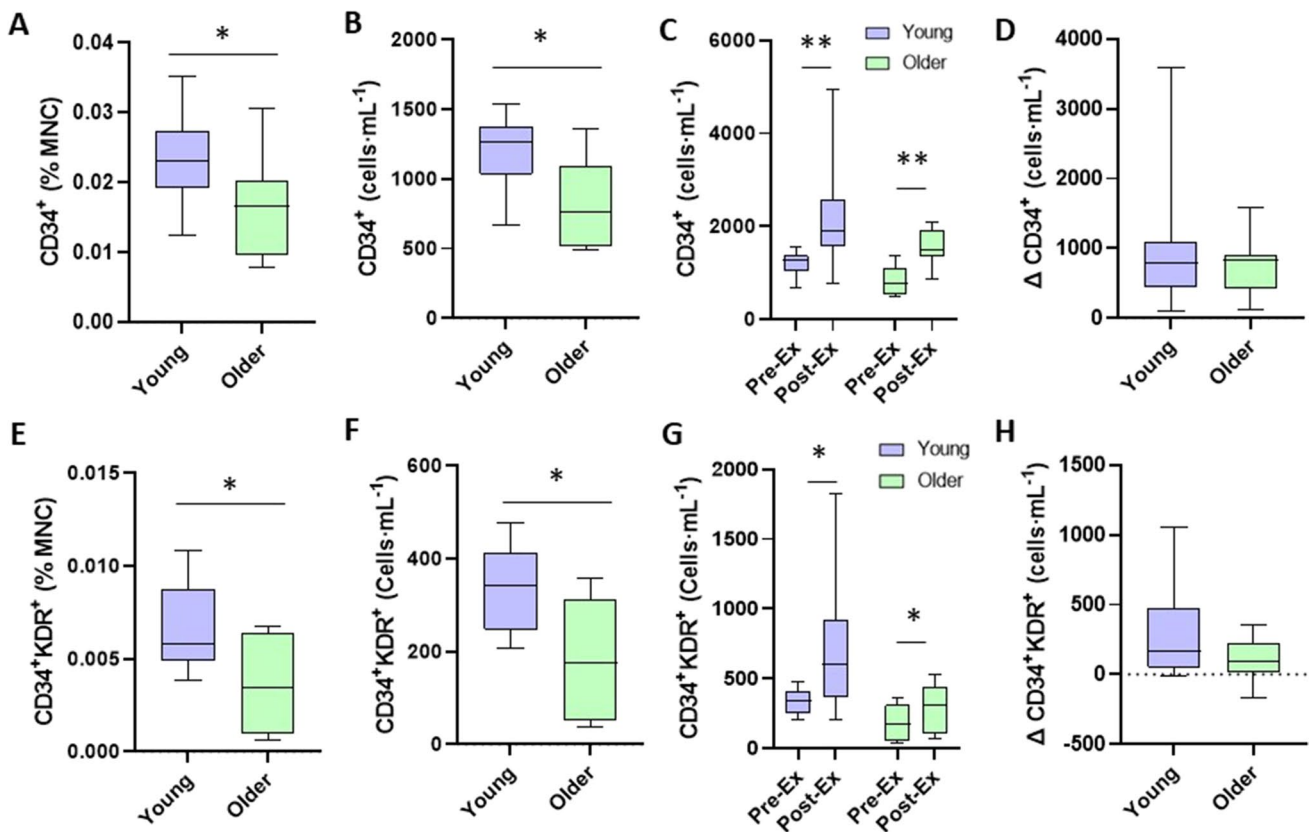 A
CD34⁺ (% MNC)
0.04
0.03
0.02
0.01
0.00
*
Young
Older
B
CD34⁺ (cells·mL⁻¹)
2000
1500
1000
500
0
*
Young
Older
C
CD34⁺ (cells·mL⁻¹)
6000
4000
2000
0
**
**
Young
Older
Pre-Ex
Post-Ex
Pre-Ex
Post-Ex
D
Δ CD34⁺ (cells·mL⁻¹)
4000
3000
2000
1000
0
Young
Older
E
CD34⁺KDR⁺ (% MNC)
0.015
0.010
0.005
0.000
*
Young
Older
F
CD34⁺KDR⁺ (Cells·mL⁻¹)
600
400
200
0
*
Young
Older
G
CD34⁺KDR⁺ (Cells·mL⁻¹)
2000
1500
1000
500
0
*
*
Young
Older
Pre-Ex
Post-Ex
Pre-Ex
Post-Ex
H
Δ CD34⁺KDR⁺ (cells·mL⁻¹)
1500
1000
500
0
-500
Young
Older